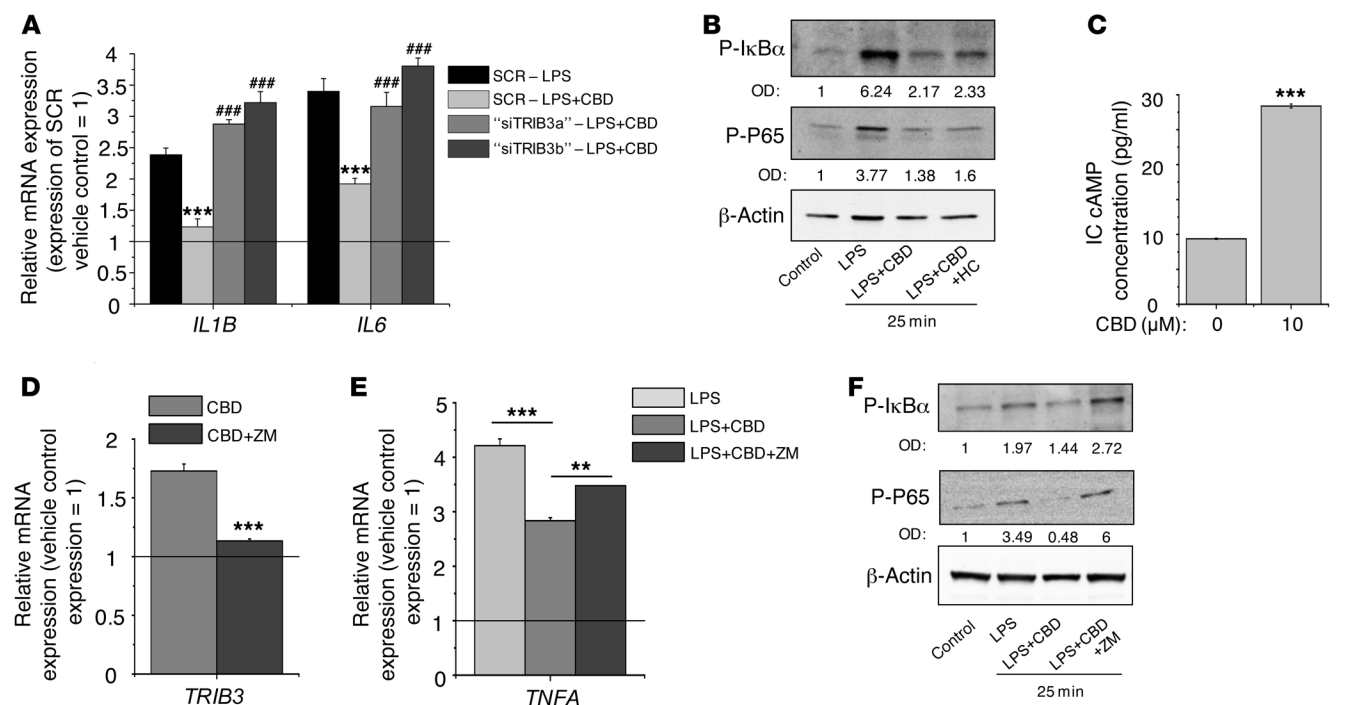 A
Relative mRNA expression
(expression of SCR
vehicle control = 1)
4
3.5
3
2.5
2
1.5
1
0.5
0
***
###
###
***
###
###
IL1B
IL6
SCR – LPS
SCR – LPS+CBD
“siTRIB3a” – LPS+CBD
“siTRIB3b” – LPS+CBD
B
P-IκBα
OD: 1 6.24 2.17 2.33
P-P65
OD: 1 3.77 1.38 1.6
β-Actin
Control
LPS
LPS+CBD
LPS+CBD
+HC
25 min
C
IC cAMP
concentration (pg/ml)
30
20
10
0
***
CBD (µM): 0 10
D
CBD
CBD+ZM
Relative mRNA
expression (vehicle control
expression = 1)
2
1.5
1
0.5
0
***
TRIB3
E
Relative mRNA
expression (vehicle control
expression = 1)
5
4
3
2
1
0
***
**
TNFA
LPS
LPS+CBD
LPS+CBD+ZM
F
P-IκBα
OD: 1 1.97 1.44 2.72
P-P65
OD: 1 3.49 0.48 6
β-Actin
Control
LPS
LPS+CBD
LPS+CBD
+ZM
25 min